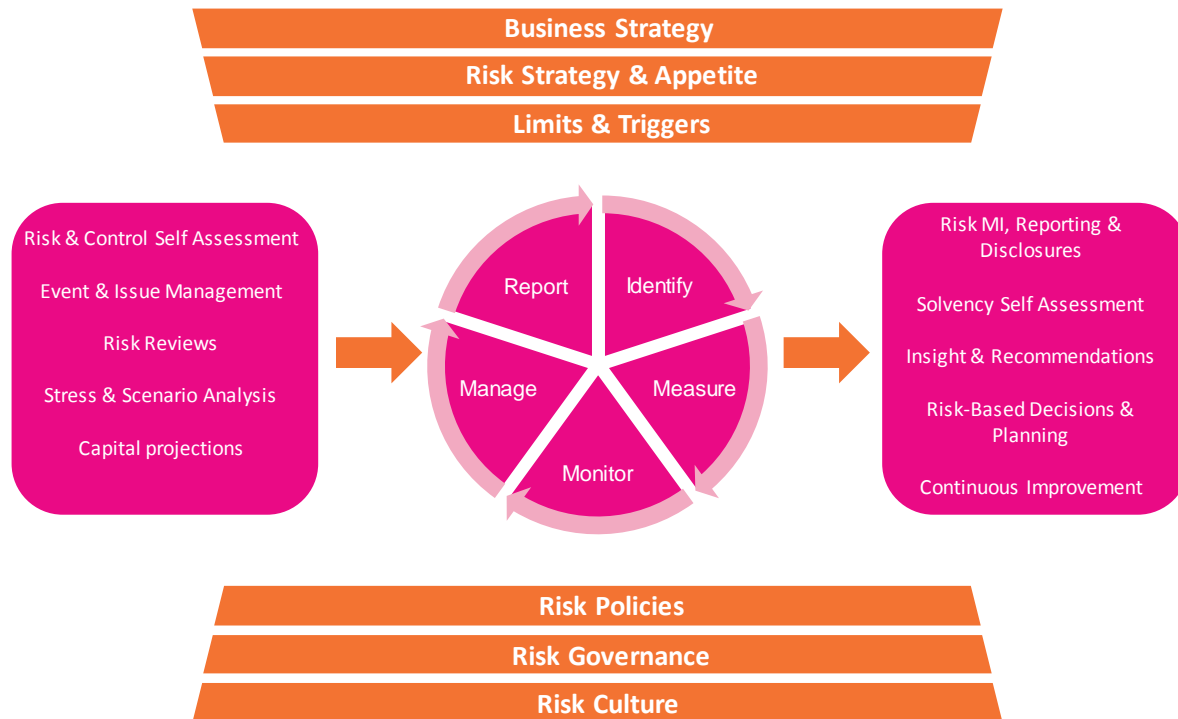 Business Strategy
Risk Strategy & Appetite
Limits & Triggers
Risk & Control Self Assessment
Event & Issue Management
Risk Reviews
Stress & Scenario Analysis
Capital projections
Report
Identify
Manage
Measure
Monitor
Risk MI, Reporting &
Disclosures
Solvency Self Assessment
Insight & Recommendations
Risk-Based Decisions &
Planning
Continuous Improvement
Risk Policies
Risk Governance
Risk Culture